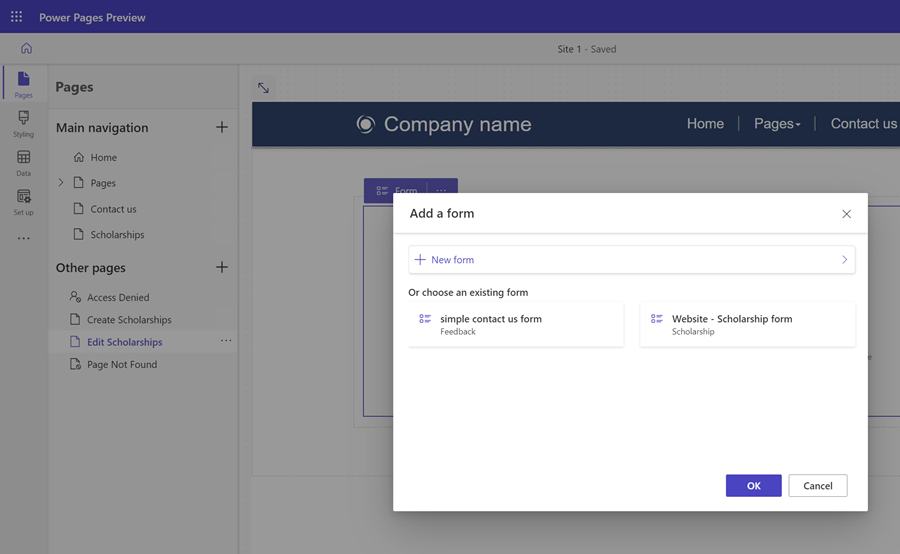 Power Pages Preview
Site 1 - Saved
Pages
Styling
Data
Set up
Pages
Main navigation
Home
Pages
Contact us
Scholarships
Other pages
Access Denied
Create Scholarships
Edit Scholarships
Page Not Found
Company name
Home
Pages
Contact us
Form
Add a form
New form
Or choose an existing form
simple contact us form
Feedback
Website - Scholarship form
Scholarship
OK
Cancel